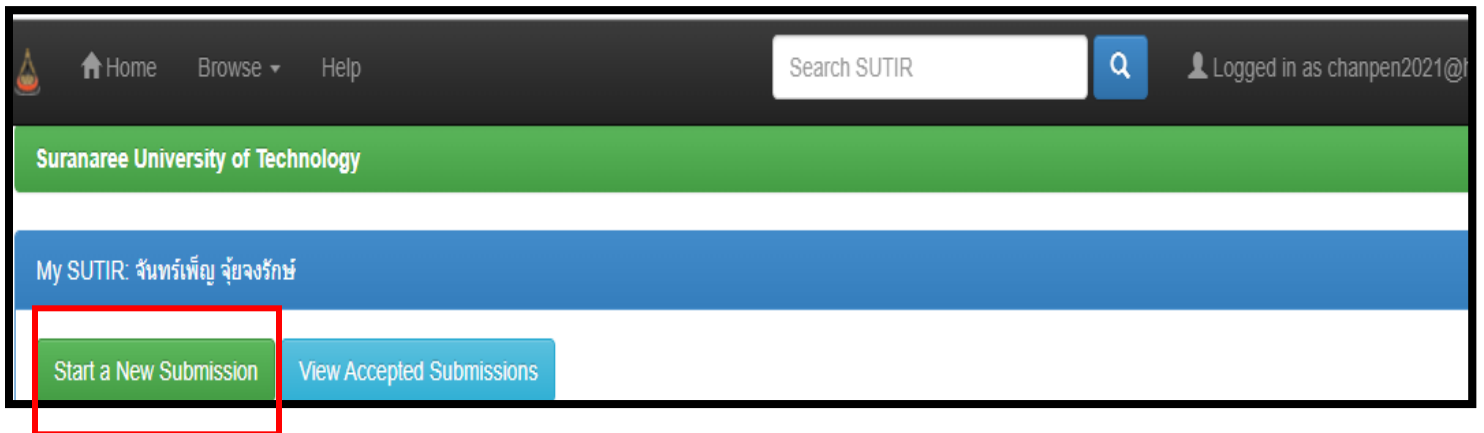 Home Browse Help Search SUTIR Logged in as chanpen2021@
Suranaree University of Technology
My SUTIR: จันทร์เพ็ญ จุ้ยจงรักษ์
Start a New Submission View Accepted Submissions